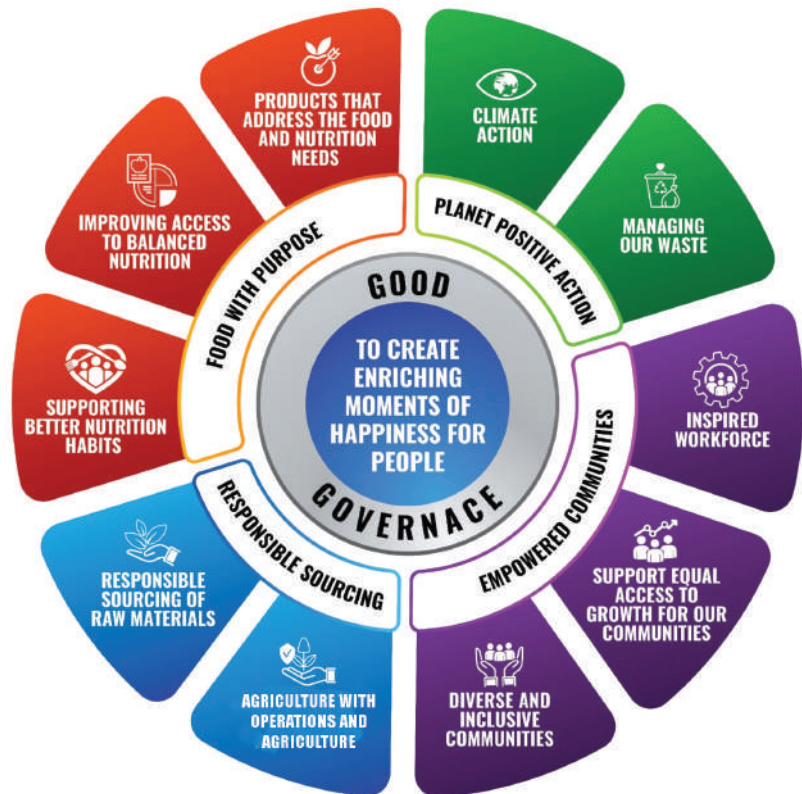 PRODUCTS THAT
ADDRESS THE FOOD
AND NUTRITION
NEEDS
CLIMATE
ACTION
IMPROVING ACCESS
TO BALANCED
NUTRITION
MANAGING
OUR WASTE
FOOD WITH PURPOSE
PLANET POSITIVE ACTION
GOOD
TO CREATE
ENRICHING
MOMENTS OF
HAPPINESS FOR
PEOPLE
GOVERNACE
SUPPORTING
BETTER NUTRITION
HABITS
INSPIRED
WORKFORCE
RESPONSIBLE SOURCING
EMPOWERED COMMUNITIES
RESPONSIBLE
SOURCING OF
RAW MATERIALS
SUPPORT EQUAL
ACCESS TO
GROWTH FOR OUR
COMMUNITIES
AGRICULTURE WITH
OPERATIONS AND
AGRICULTURE
DIVERSE AND
INCLUSIVE
COMMUNITIES